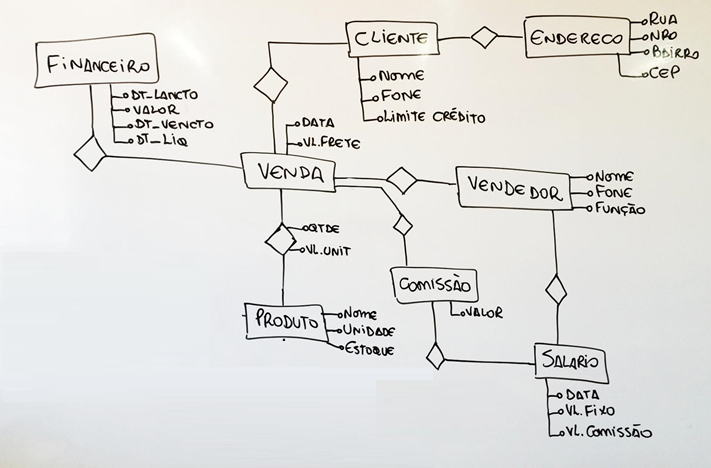 FINANCEIRO
DT_LANCTO
VALOR
DT_VENCTO
DT_LIQ
CLIENTE
NOME
FONE
LIMITE CRÉDITO
ENDERECO
RUA
NRO
BAIRRO
CEP
DATA
VL.FRETE
VENDA
QTDE
VL.UNIT
VENDEDOR
NOME
FONE
FUNÇÃO
COMISSÃO
VALOR
PRODUTO
NOME
UNIDADE
ESTOQUE
SALARIO
DATA
VL.FIXO
VL.COMISSÃO